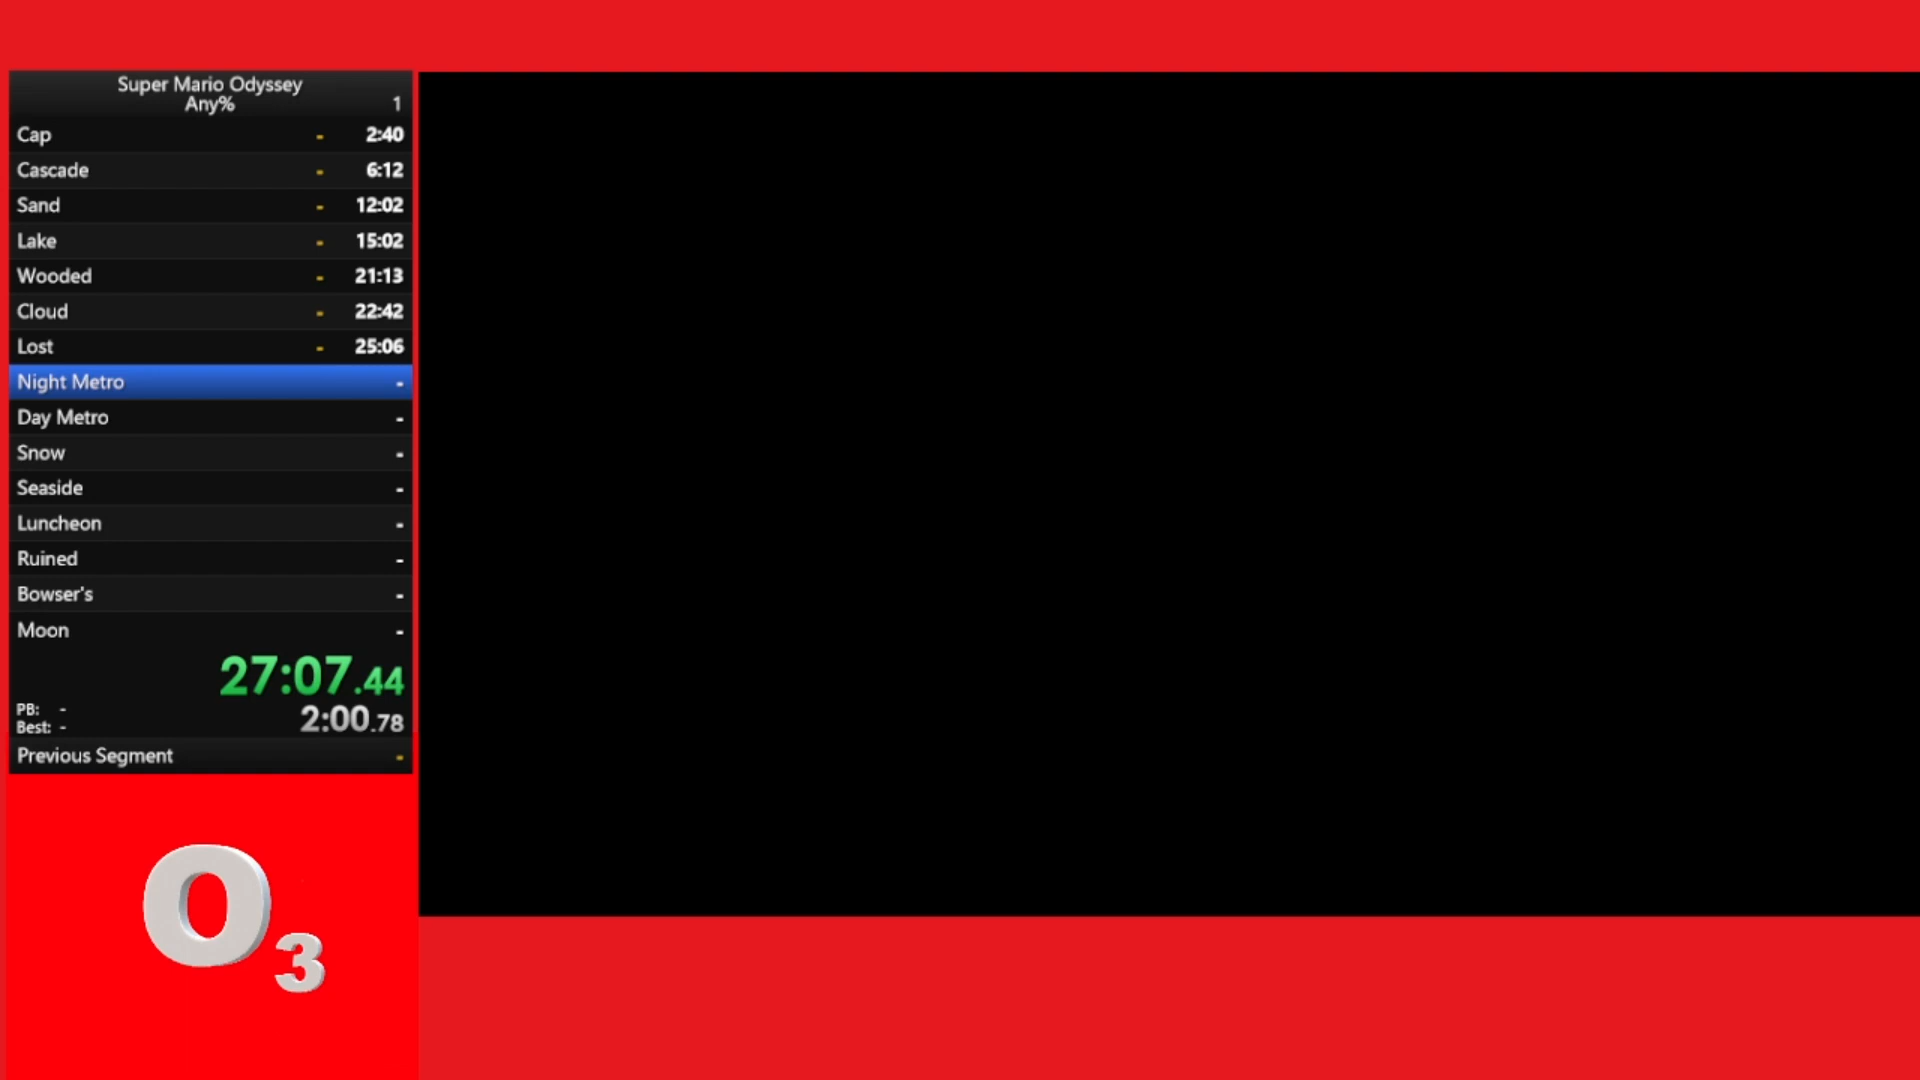 Super Mario Odyssey
Any% 1
Cap - 2:40
Cascade - 6:12
Sand - 12:02
Lake - 15:02
Wooded - 21:13
Cloud - 22:42
Lost - 25:06
Night Metro -
Day Metro -
Snow -
Seaside -
Luncheon -
Ruined -
Bowser's -
Moon -
27:07.44
PB: -
Best: -
2:00.78
Previous Segment -
O3